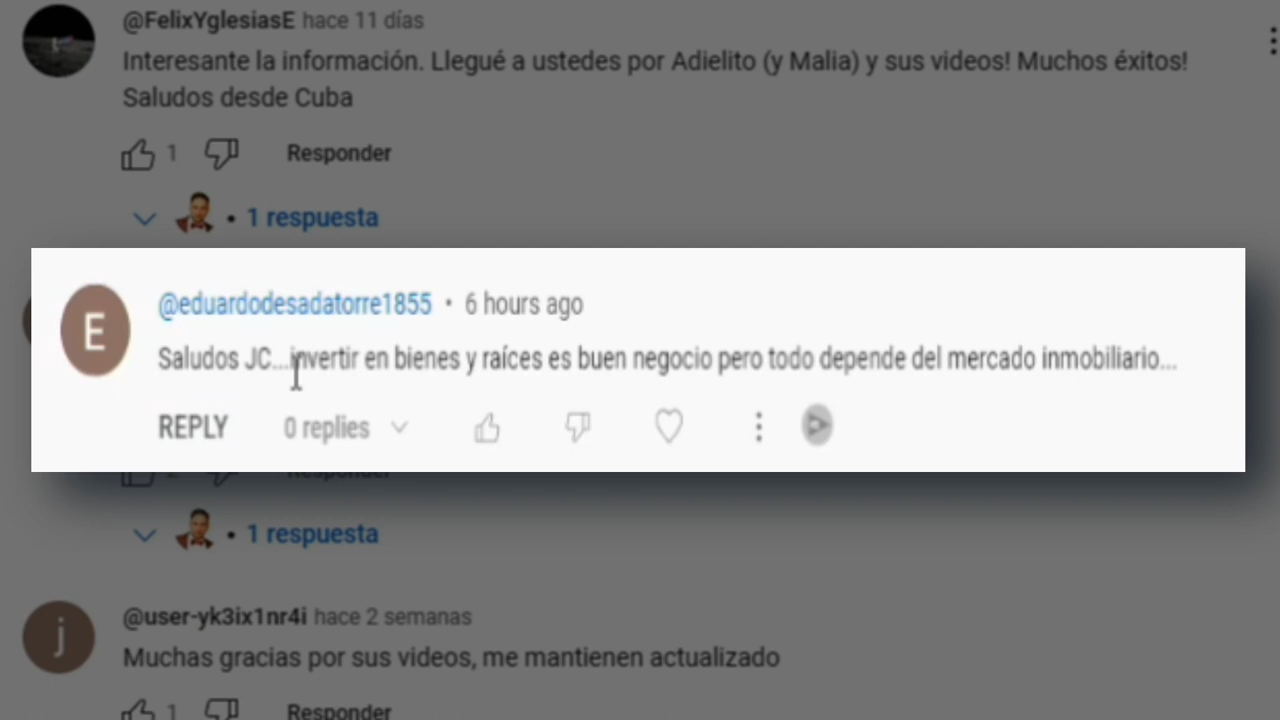 @FelixYglesiasE hace 11 días
Interesante la información. Llegué a ustedes por Adielito (y Malia) y sus videos! Muchos éxitos!
Saludos desde Cuba
1 Responder
• 1 respuesta
E
@eduardodesadatorre1855 • 6 hours ago
Saludos JC...invertir en bienes y raíces es buen negocio pero todo depende del mercado inmobiliario...
REPLY 0 replies
Responder
• 1 respuesta
j
@user-yk3ix1nr4i hace 2 semanas
Muchas gracias por sus videos, me mantienen actualizado
1 Responder